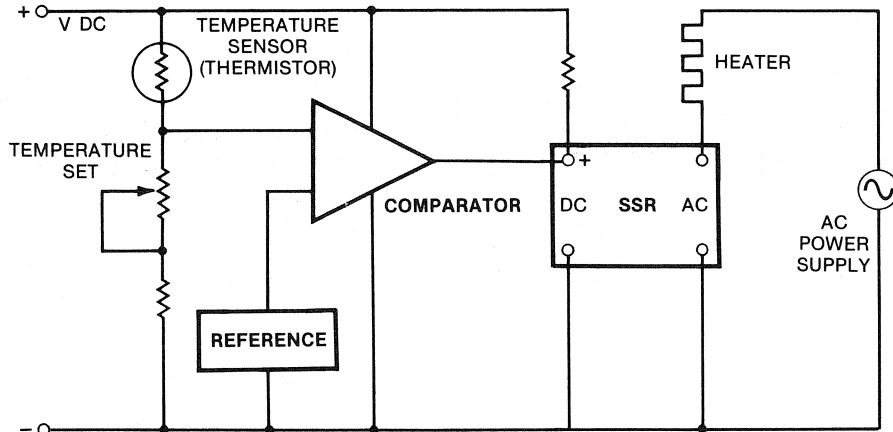 + V DC
TEMPERATURE
SENSOR
(THERMISTOR)
TEMPERATURE
SET
COMPARATOR
REFERENCE
+
DC SSR AC
HEATER
AC
POWER
SUPPLY
−